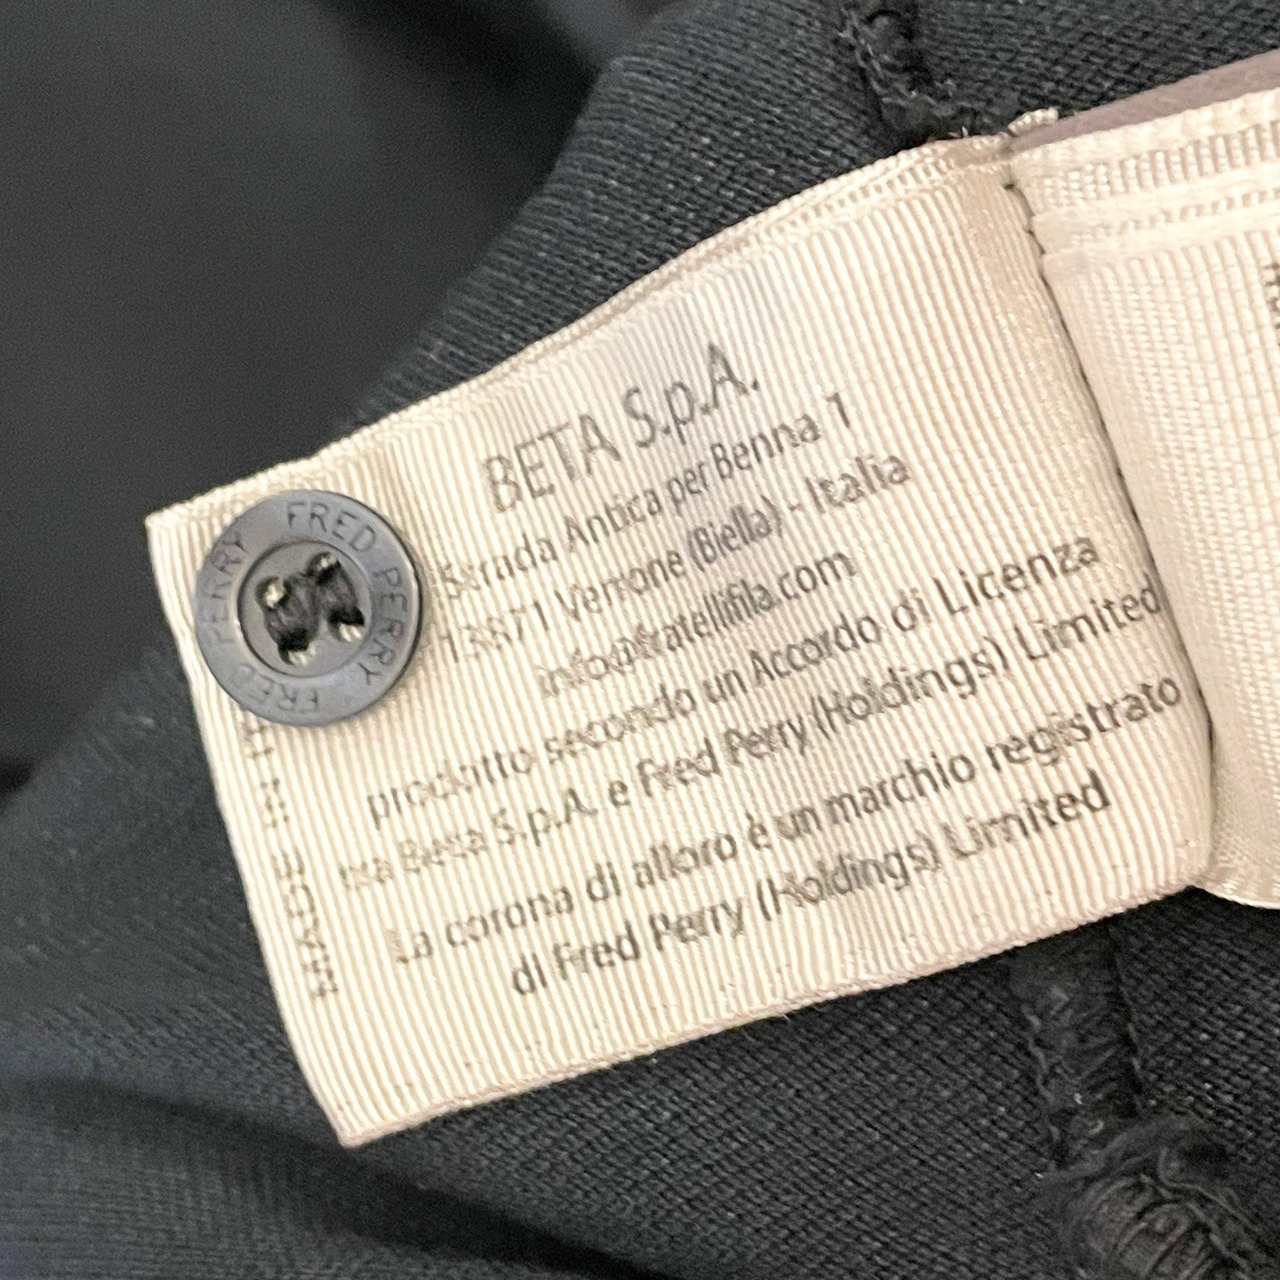 BETA S.p.A.
Strada Antica per Benna 1
13871 Verrone (Biella) - Italia
info@fratellifila.com
prodotto secondo un Accordo di Licenza
tra Beta S.p.A. e Fred Perry (Holdings) Limited
La corona di alloro è un marchio registrato
di Fred Perry (Holdings) Limited
FRED PERRY FRED PERRY
MADE IN